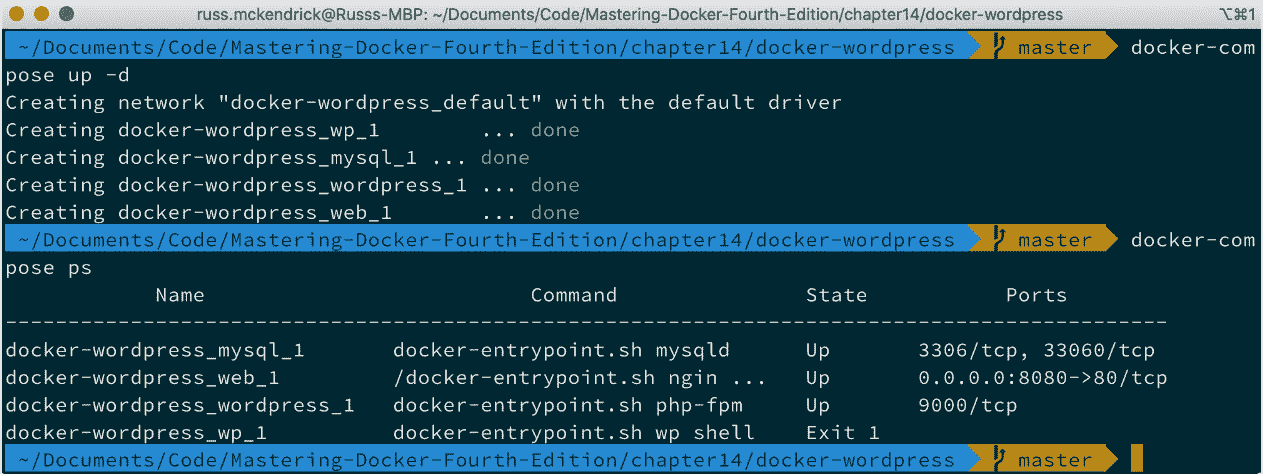 russ.mckendrick@Russs-MBP: ~/Documents/Code/Mastering-Docker-Fourth-Edition/chapter14/docker-wordpress ⌥⌘1
~/Documents/Code/Mastering-Docker-Fourth-Edition/chapter14/docker-wordpress master docker-com
pose up -d
Creating network "docker-wordpress_default" with the default driver
Creating docker-wordpress_wp_1 ... done
Creating docker-wordpress_mysql_1 ... done
Creating docker-wordpress_wordpress_1 ... done
Creating docker-wordpress_web_1 ... done
~/Documents/Code/Mastering-Docker-Fourth-Edition/chapter14/docker-wordpress master docker-com
pose ps
Name Command State Ports
---------------------------------------------------------------------------------------------
docker-wordpress_mysql_1 docker-entrypoint.sh mysqld Up 3306/tcp, 33060/tcp
docker-wordpress_web_1 /docker-entrypoint.sh ngin ... Up 0.0.0.0:8080->80/tcp
docker-wordpress_wordpress_1 docker-entrypoint.sh php-fpm Up 9000/tcp
docker-wordpress_wp_1 docker-entrypoint.sh wp shell Exit 1
~/Documents/Code/Mastering-Docker-Fourth-Edition/chapter14/docker-wordpress master